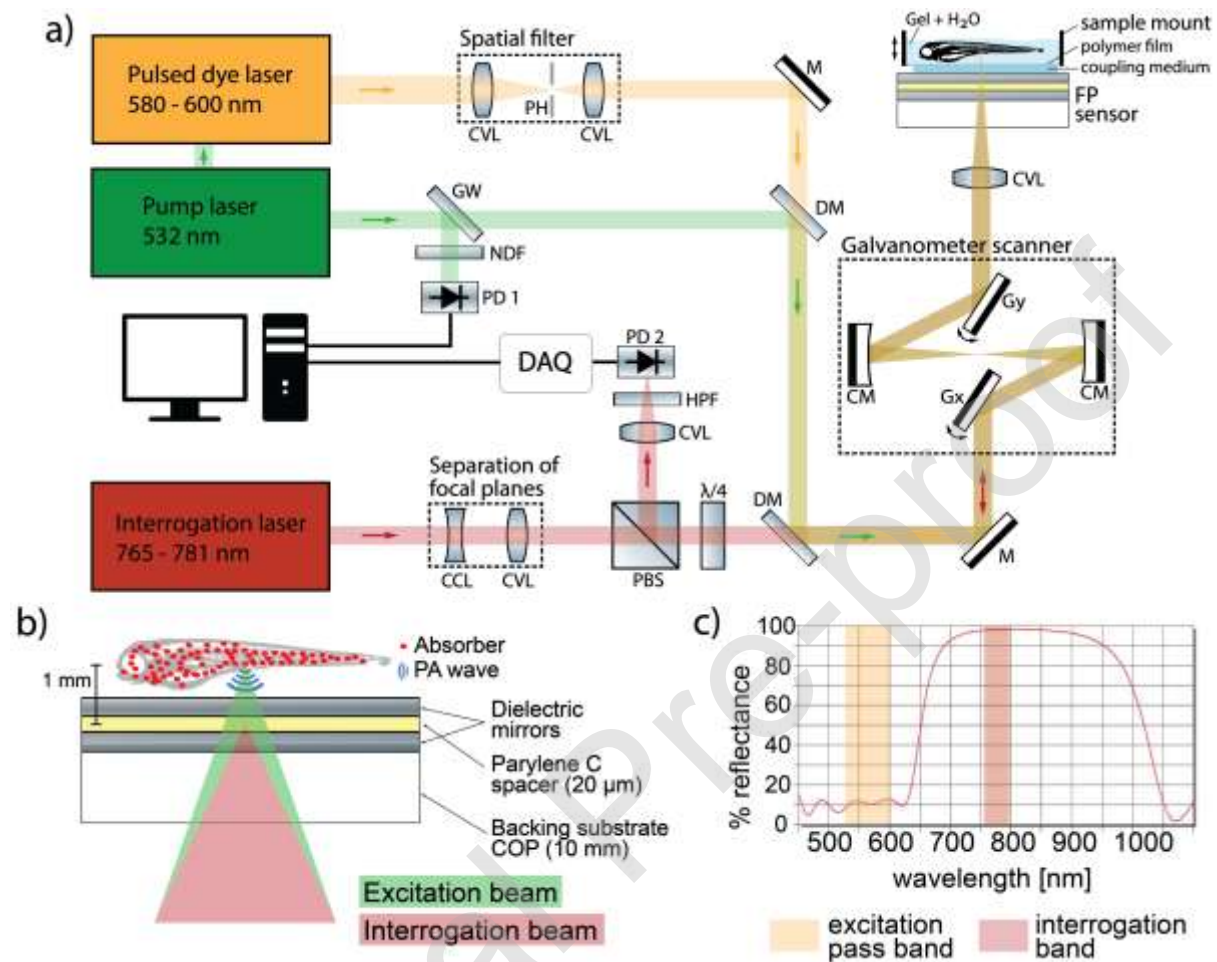 a)
Pulsed dye laser
580 - 600 nm
Spatial filter
PH
CVL
CVL
M
Gel + H₂O
sample mount
polymer film
coupling medium
FP
sensor
CVL
Pump laser
532 nm
GW
NDF
PD 1
DM
Galvanometer scanner
Gy
CM
Gx
CM
PD 2
DAQ
HPF
CVL
Interrogation laser
765 - 781 nm
Separation of
focal planes
CCL
CVL
PBS
λ/4
DM
M
b)
Absorber
PA wave
1 mm
Dielectric
mirrors
Parylene C
spacer (20 µm)
Backing substrate
COP (10 mm)
Excitation beam
Interrogation beam
c)
% reflectance
100
80
60
40
20
0
500 600 700 800 900 1000
wavelength [nm]
excitation
pass band
interrogation
band
al Pre-proof